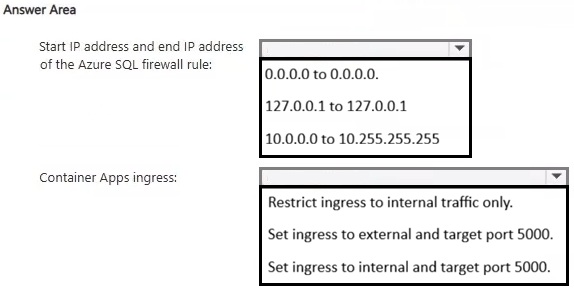 Answer Area
Start IP address and end IP address
of the Azure SQL firewall rule:
0.0.0.0 to 0.0.0.0.
127.0.0.1 to 127.0.0.1
10.0.0.0 to 10.255.255.255
Container Apps ingress:
Restrict ingress to internal traffic only.
Set ingress to external and target port 5000.
Set ingress to internal and target port 5000.